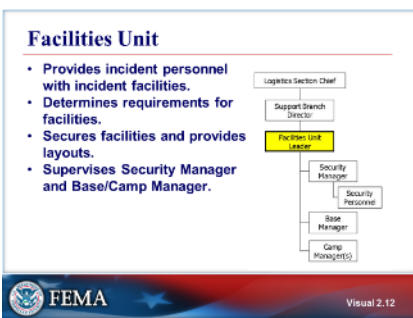 Facilities Unit
• Provides incident personnel
with incident facilities.
• Determines requirements for
facilities.
• Secures facilities and provides
layouts.
• Supervises Security Manager
and Base/Camp Manager.
Logistics Section Chief
Support Branch
Director
Facilities Unit
Leader
Security
Manager
Security
Personnel
Base
Manager
Camp
Manager(s)
FEMA
Visual 2.12